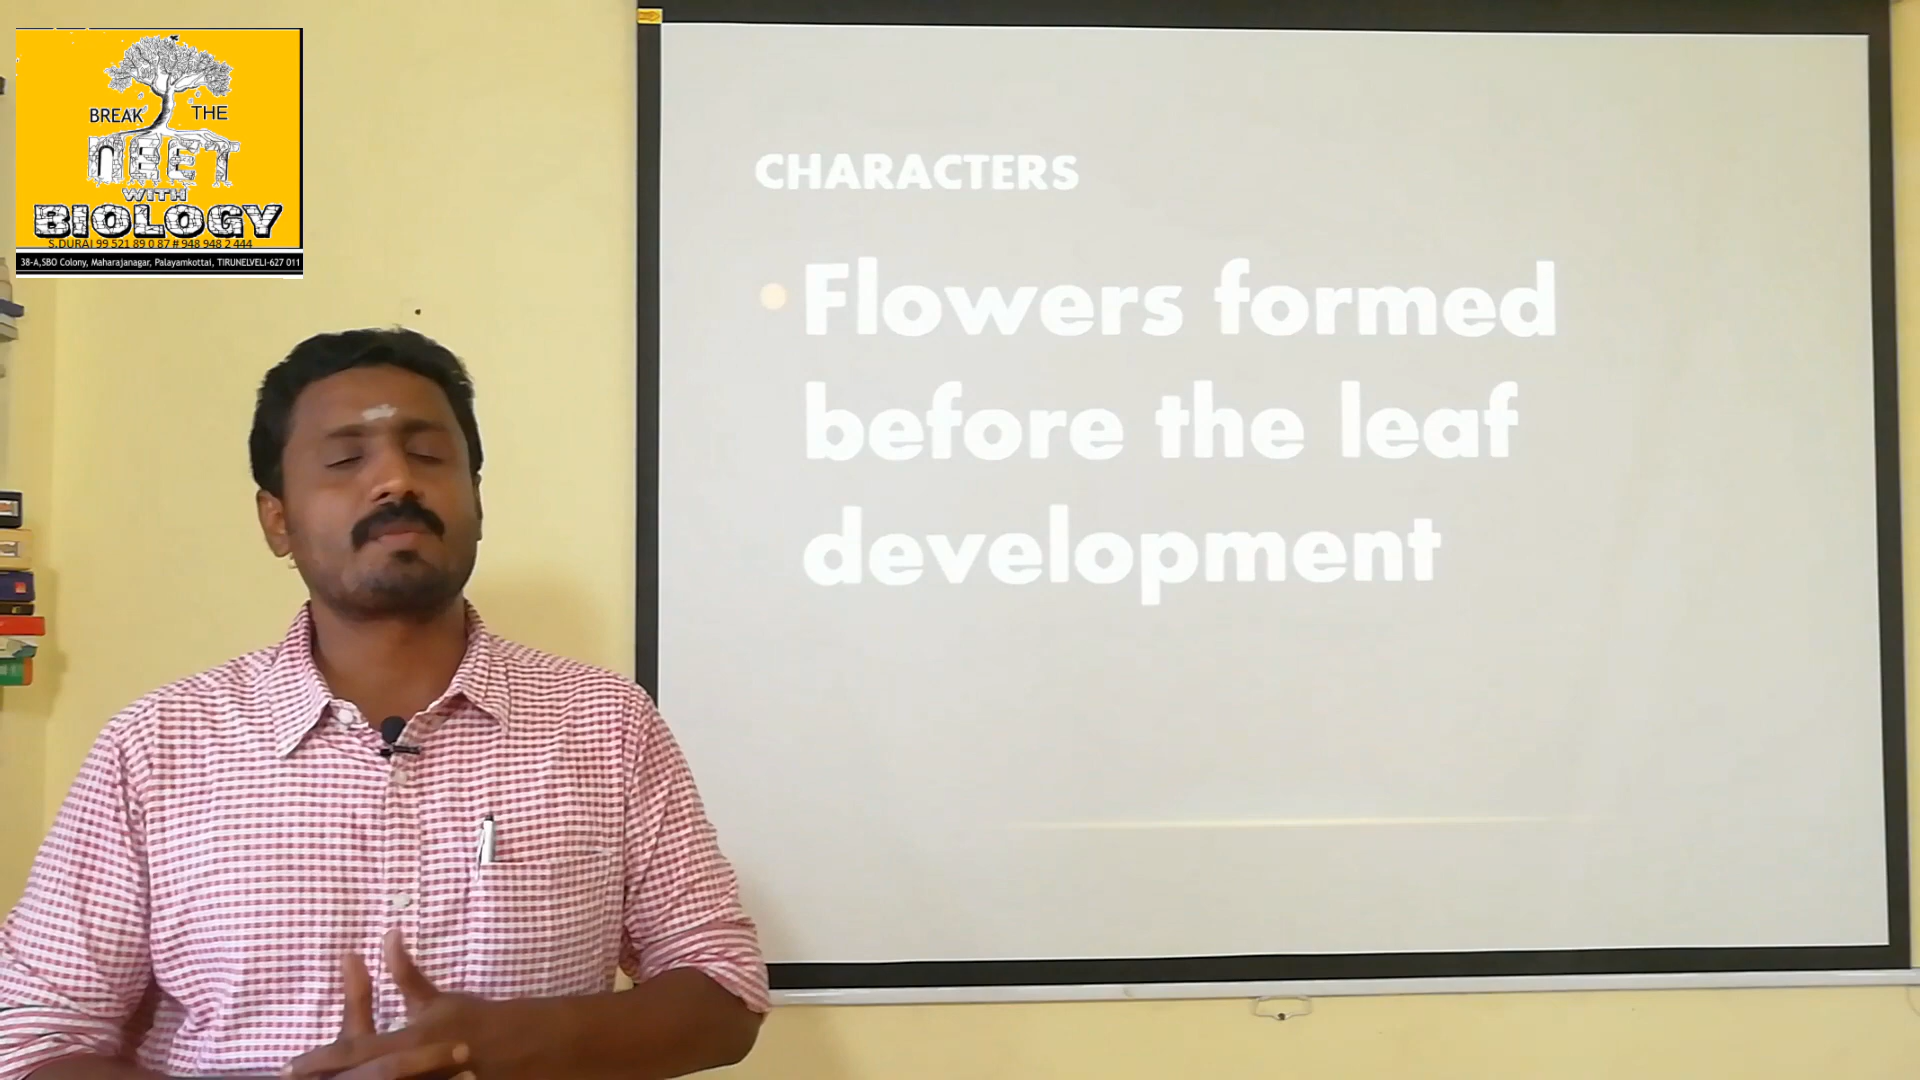 BREAK THE
NEET
WITH
BIOLOGY
S.DURAI 99 521 89 0 87 # 948 948 2 444
38-A,SBO Colony, Maharajanagar, Palayamkottai, TIRUNELVELI-627 011
CHARACTERS
Flowers formed
before the leaf
development